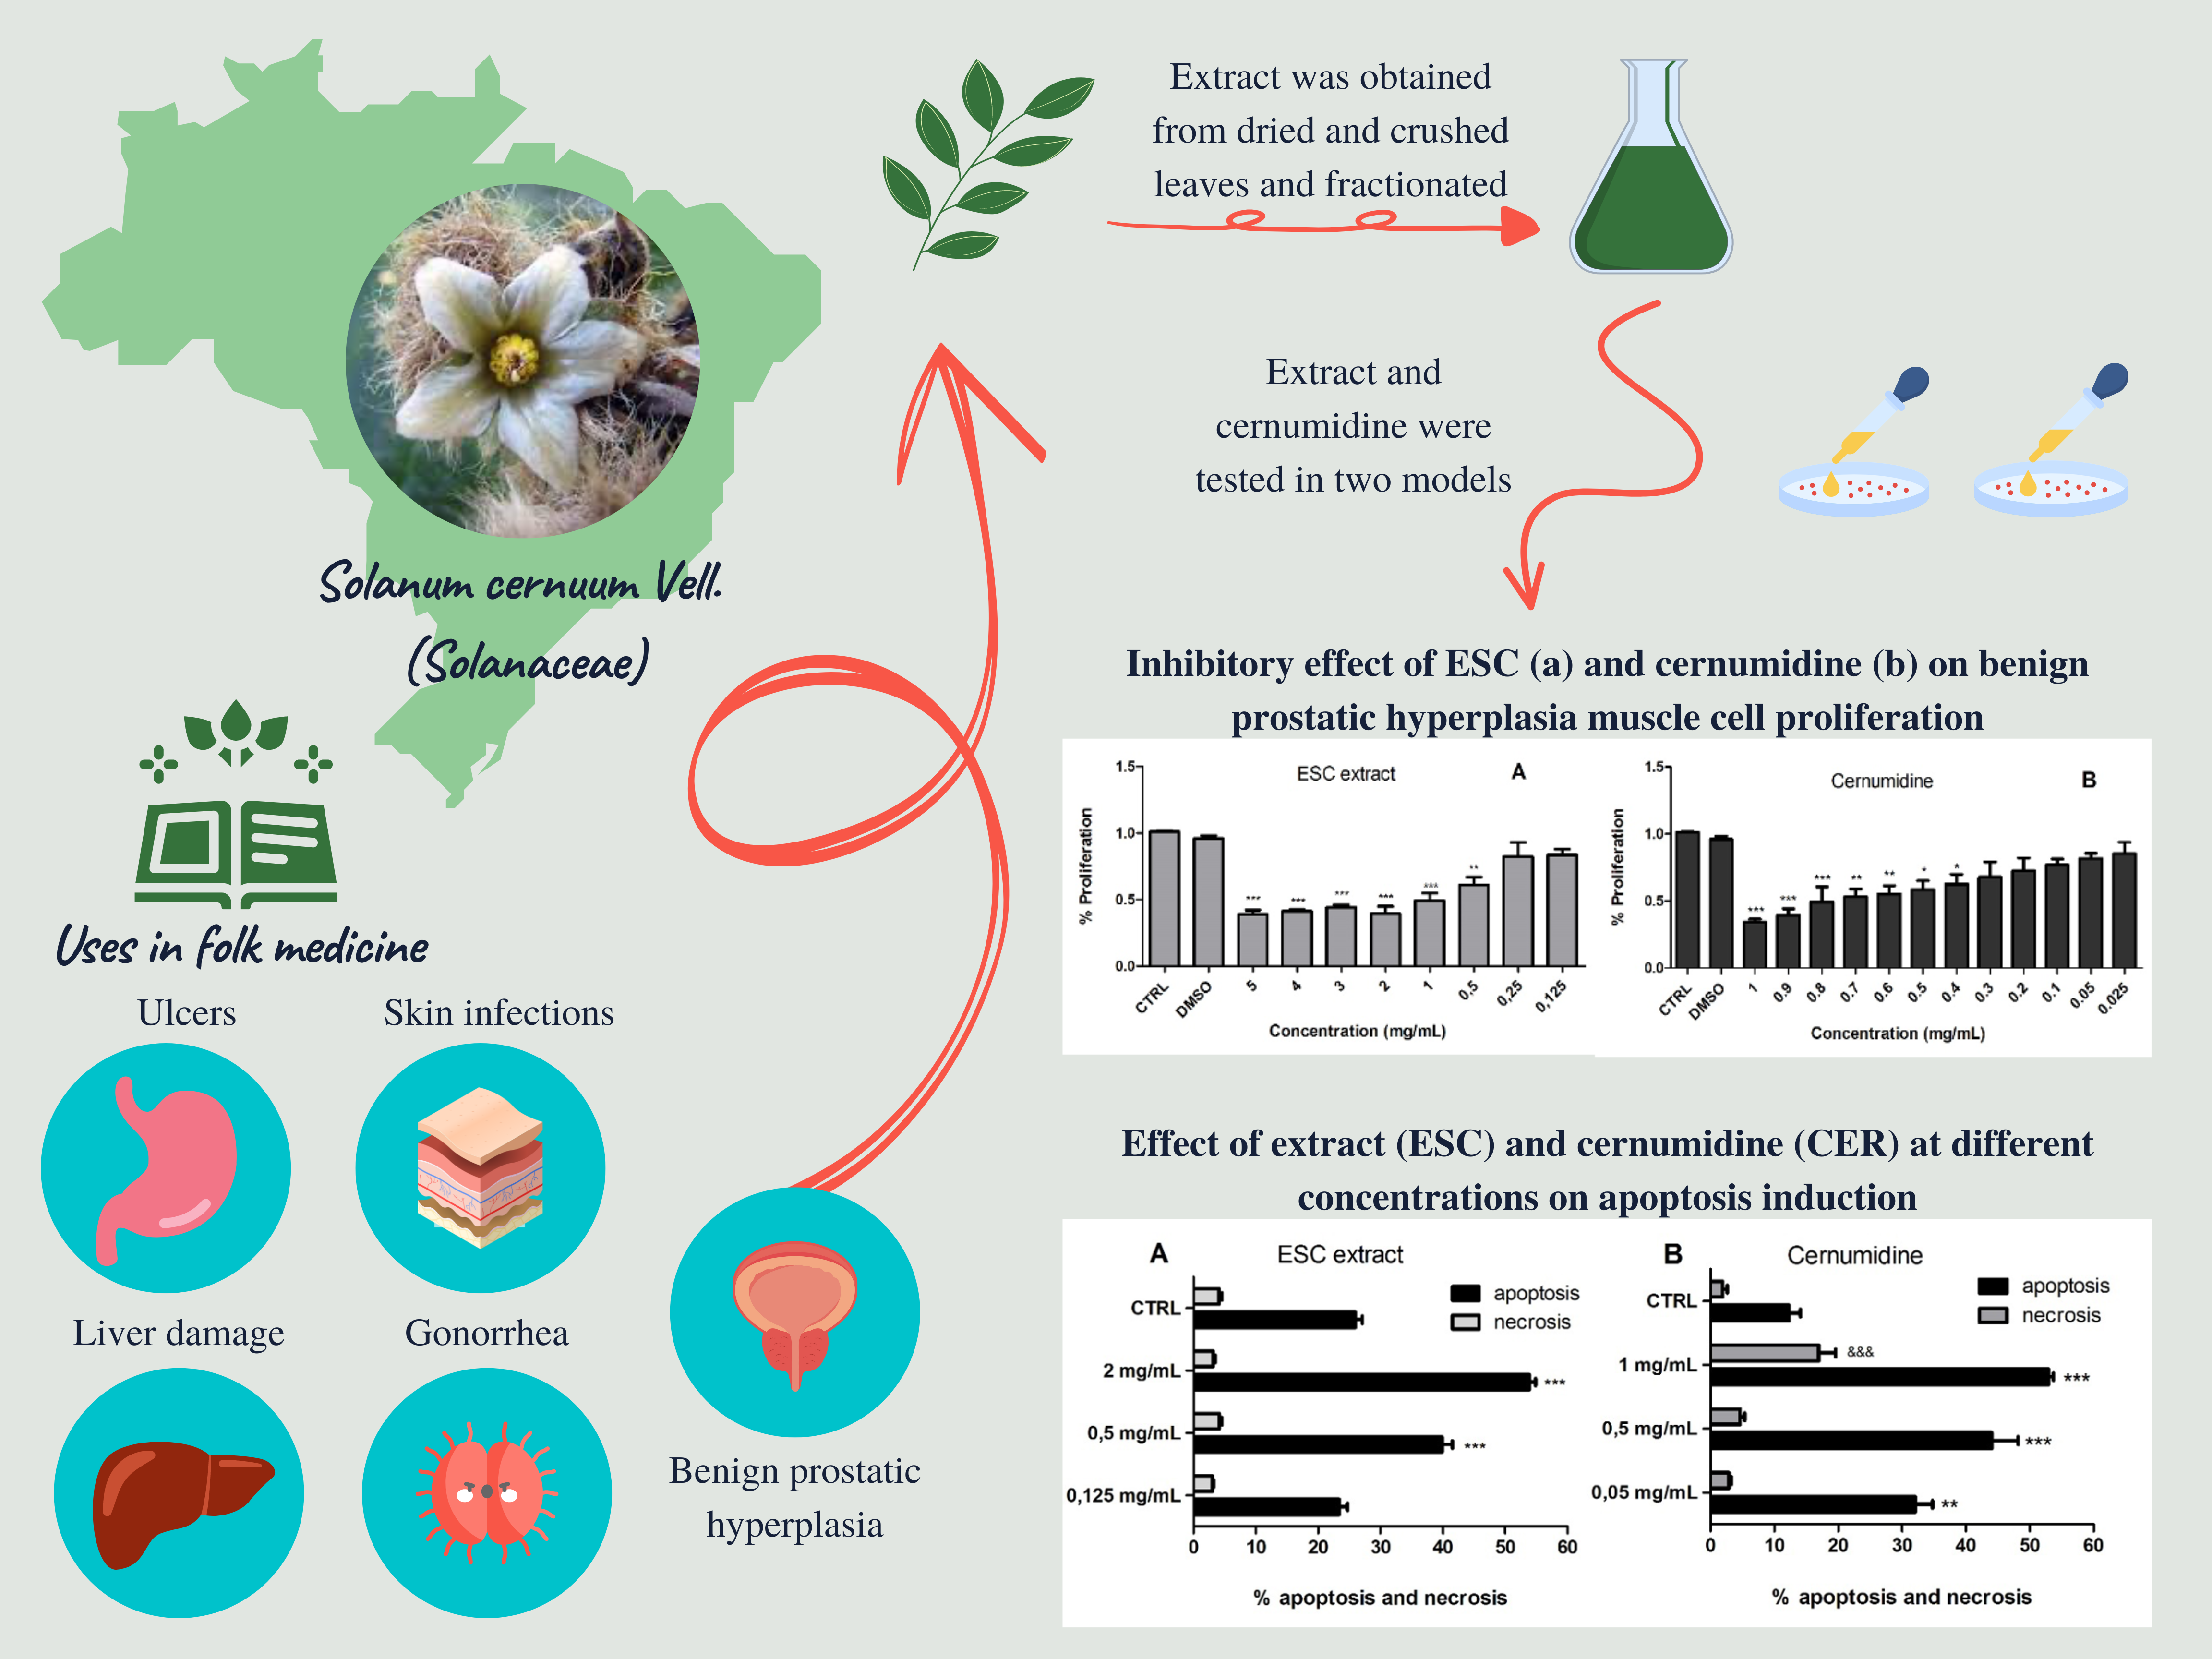 Solanum cernuum Vell.
(Solanaceae)
Uses in folk medicine
Ulcers
Skin infections
Liver damage
Gonorrhea
Benign prostatic
hyperplasia
Extract was obtained
from dried and crushed
leaves and fractionated
Extract and
cernumidine were
tested in two models
Inhibitory effect of ESC (a) and cernumidine (b) on benign
prostatic hyperplasia muscle cell proliferation
ESC extract
A
% Proliferation
1.5
1.0
0.5
0.0
***
***
***
***
***
**
CTRL
DMSO
5
4
3
2
1
0,5
0,25
0,125
Concentration (mg/mL)
Cernumidine
B
% Proliferation
1.5
1.0
0.5
0.0
***
***
***
**
**
*
*
CTRL
DMSO
1
0.9
0.8
0.7
0.6
0.5
0.4
0.3
0.2
0.1
0.05
0.025
Concentration (mg/mL)
Effect of extract (ESC) and cernumidine (CER) at different
concentrations on apoptosis induction
A
ESC extract
apoptosis
necrosis
CTRL
2 mg/mL
***
0,5 mg/mL
***
0,125 mg/mL
0 10 20 30 40 50 60
% apoptosis and necrosis
B
Cernumidine
apoptosis
necrosis
CTRL
1 mg/mL
&&&
***
0,5 mg/mL
***
0,05 mg/mL
**
0 10 20 30 40 50 60
% apoptosis and necrosis